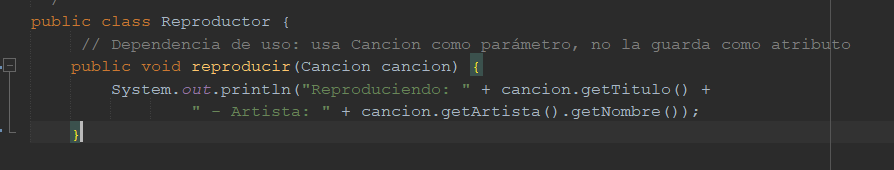 public class Reproductor {
// Dependencia de uso: usa Cancion como parámetro, no la guarda como atributo
public void reproducir(Cancion cancion) {
System.out.println("Reproduciendo: " + cancion.getTitulo() +
" - Artista: " + cancion.getArtista().getNombre());
}